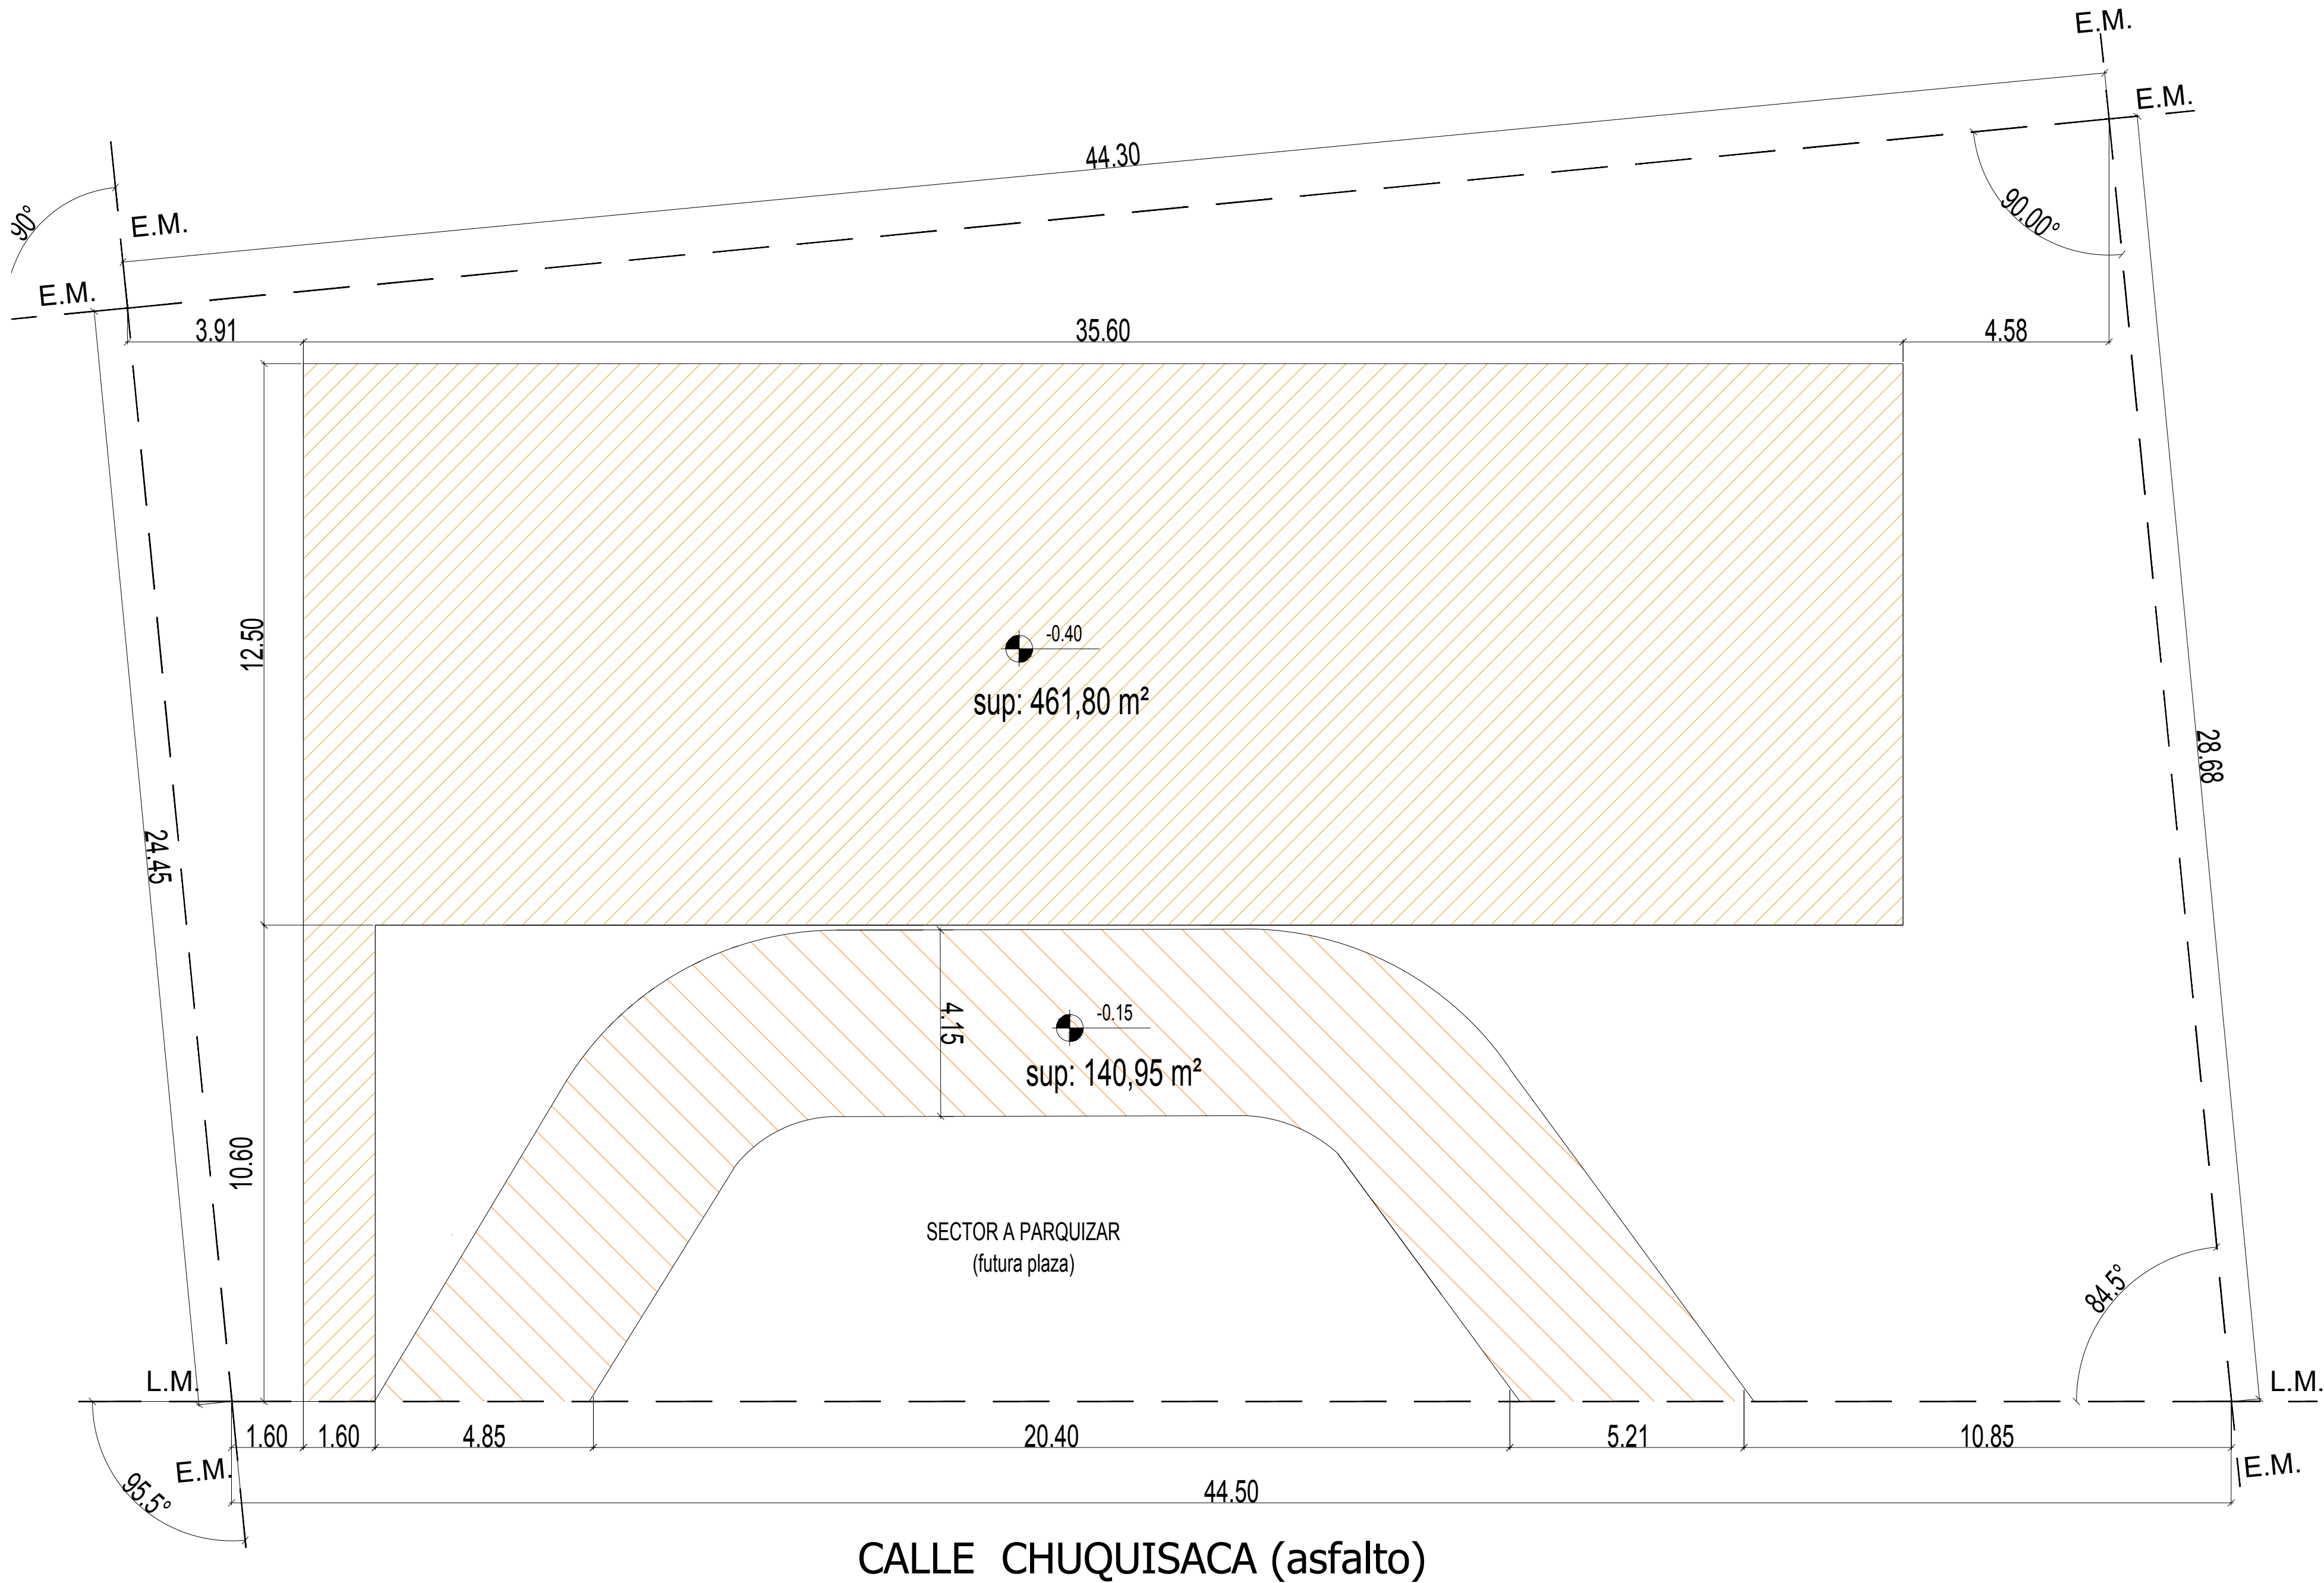 E.M.
E.M.
44.30
90°
E.M.
90.00°
E.M.
3.91
35.60
4.58
12.50
-0.40
sup: 461,80 m²
28.68
24.45
-0.15
4.15
sup: 140,95 m²
10.60
SECTOR A PARQUIZAR
(futura plaza)
84.5°
L.M.
L.M.
1.60
1.60
4.85
20.40
5.21
10.85
E.M.
E.M.
95.5°
44.50
CALLE CHUQUISACA (asfalto)